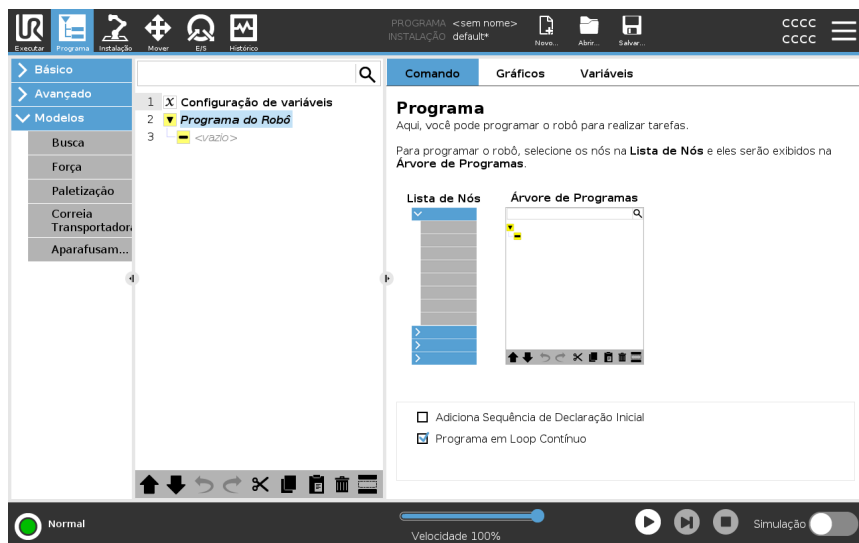 UR
PROGRAMA <sem nome>
INSTALAÇÃO default*
CCCC
CCCC
Executar Programa Instalação Mover E/S Histórico Novo... Abrir... Salvar...
Básico
Avançado
Modelos
Busca
Força
Paletização
Correia
Transportadora
Aparafusam...
1 X Configuração de variáveis
2 Programa do Robô
3 <vazio>
Comando Gráficos Variáveis
Programa
Aqui, você pode programar o robô para realizar tarefas.
Para programar o robô, selecione os nós na Lista de Nós e eles serão exibidos na
Árvore de Programas.
Lista de Nós Árvore de Programas
Adiciona Sequência de Declaração Inicial
Programa em Loop Contínuo
Normal
Velocidade 100%
Simulação